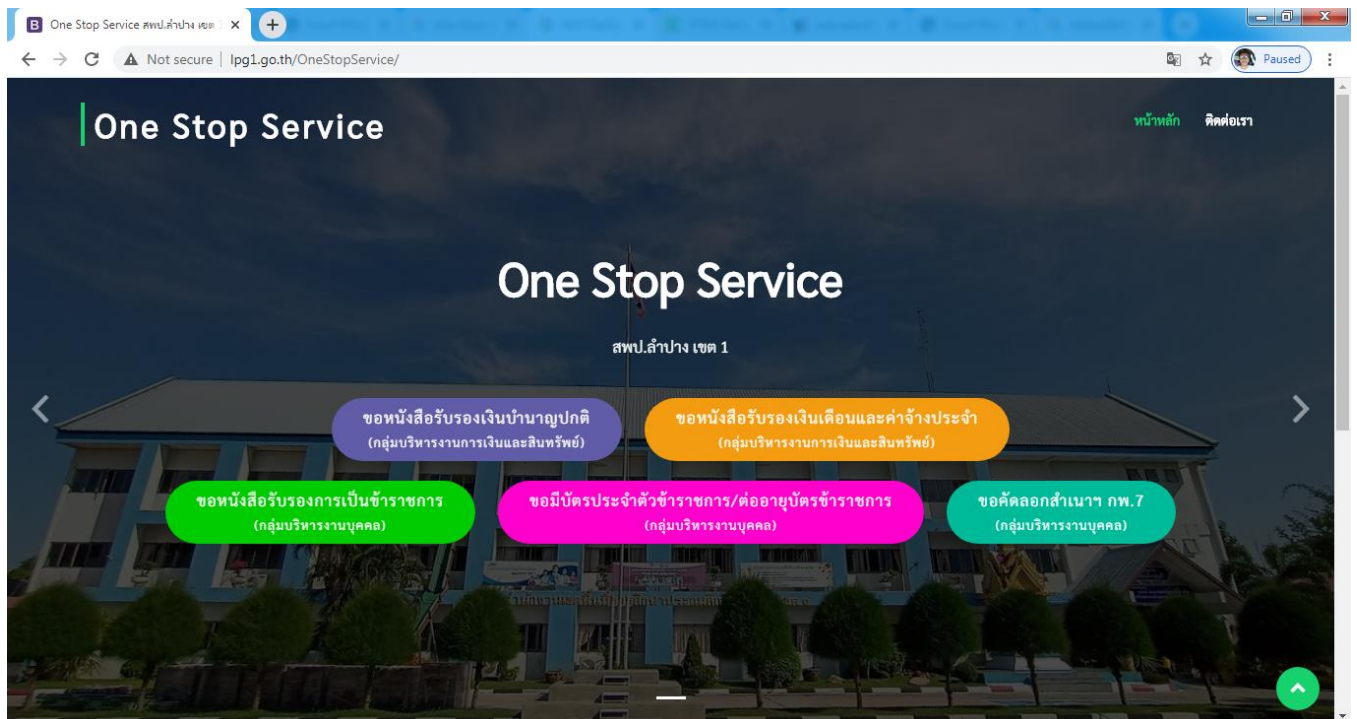 One Stop Service สพป.ลำปาง เขต
Not secure | lpg1.go.th/OneStopService/
Paused
One Stop Service
หน้าหลัก
ติดต่อเรา
One Stop Service
สพป.ลำปาง เขต 1
ขอหนังสือรับรองเงินบำนาญปกติ
(กลุ่มบริหารงานการเงินและสินทรัพย์)
ขอหนังสือรับรองเงินเดือนและค่าจ้างประจำ
(กลุ่มบริหารงานการเงินและสินทรัพย์)
ขอหนังสือรับรองการเป็นข้าราชการ
(กลุ่มบริหารงานบุคคล)
ขอมีบัตรประจำตัวข้าราชการ/ต่ออายุบัตรข้าราชการ
(กลุ่มบริหารงานบุคคล)
ขอคัดลอกสำเนาฯ กพ.7
(กลุ่มบริหารงานบุคคล)